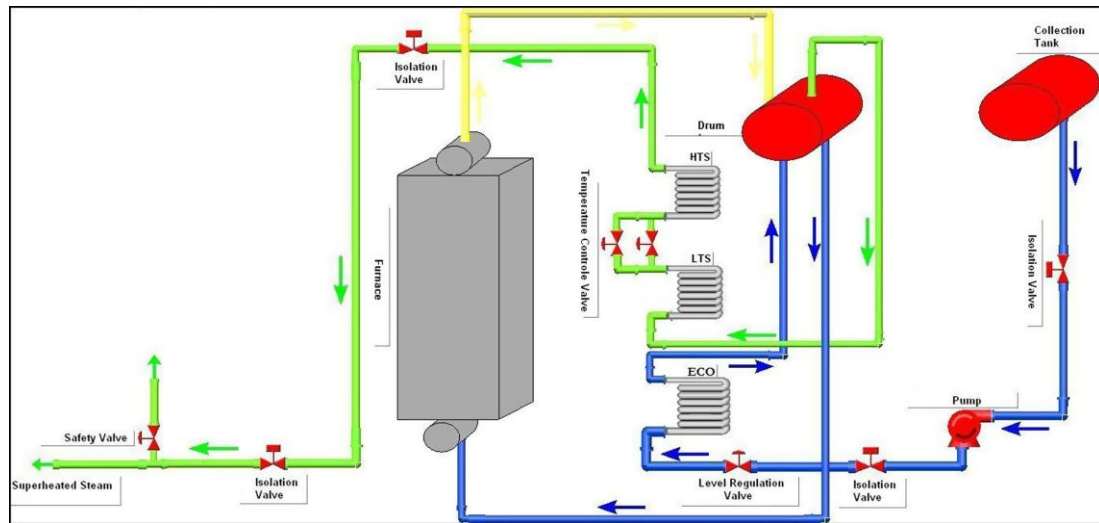 Collection
Tank
Isolation
Valve
Drum
HTS
Temperature Controle Valve
LTS
Isolation Valve
Furnace
ECO
Pump
Safety Valve
Superheated Steam
Isolation
Valve
Level Regulation
Valve
Isolation
Valve